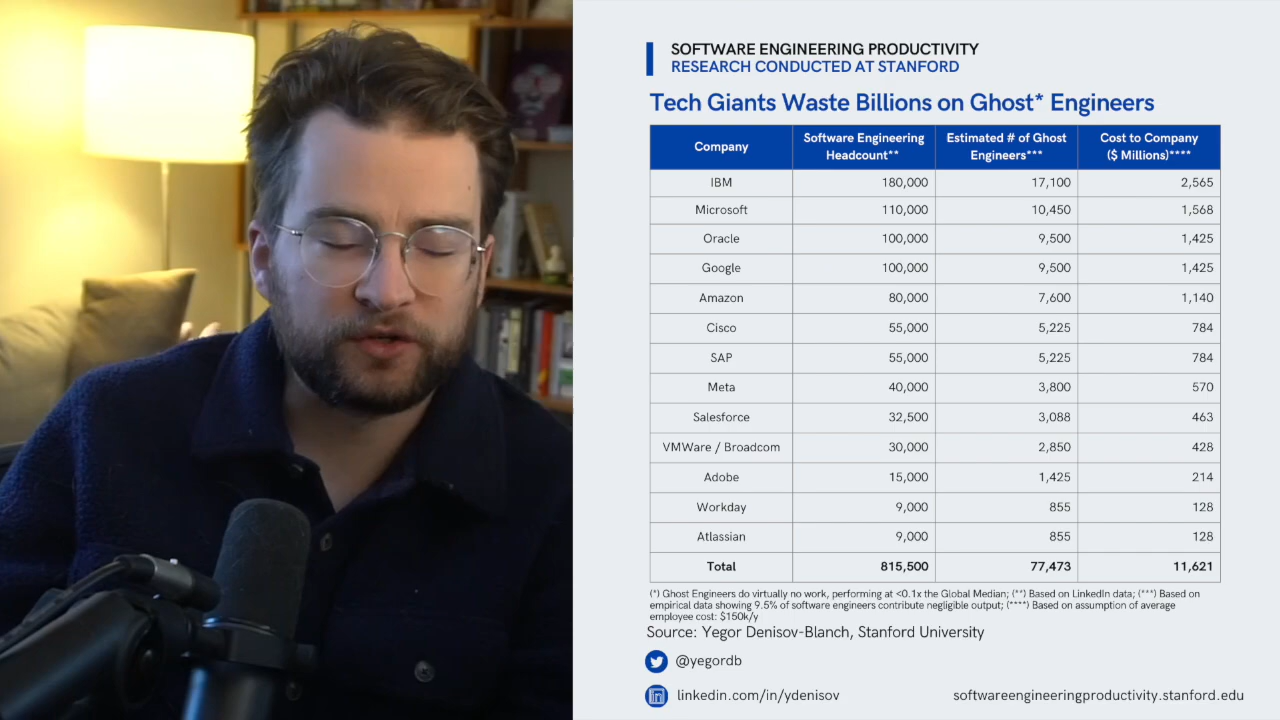 SOFTWARE ENGINEERING PRODUCTIVITY
RESEARCH CONDUCTED AT STANFORD
Tech Giants Waste Billions on Ghost* Engineers
Company Software Engineering Headcount** Estimated # of Ghost Engineers*** Cost to Company ($ Millions)****
IBM 180,000 17,100 2,565
Microsoft 110,000 10,450 1,568
Oracle 100,000 9,500 1,425
Google 100,000 9,500 1,425
Amazon 80,000 7,600 1,140
Cisco 55,000 5,225 784
SAP 55,000 5,225 784
Meta 40,000 3,800 570
Salesforce 32,500 3,088 463
VMWare / Broadcom 30,000 2,850 428
Adobe 15,000 1,425 214
Workday 9,000 855 128
Atlassian 9,000 855 128
Total 815,500 77,473 11,621
(*) Ghost Engineers do virtually no work, performing at <0.1x the Global Median; (**) Based on LinkedIn data; (***) Based on
empirical data showing 9.5% of software engineers contribute negligible output; (****) Based on assumption of average
employee cost: $150k/y
Source: Yegor Denisov-Blanch, Stanford University
@yegordb
linkedin.com/in/ydenisov
softwareengineeringproductivity.stanford.edu